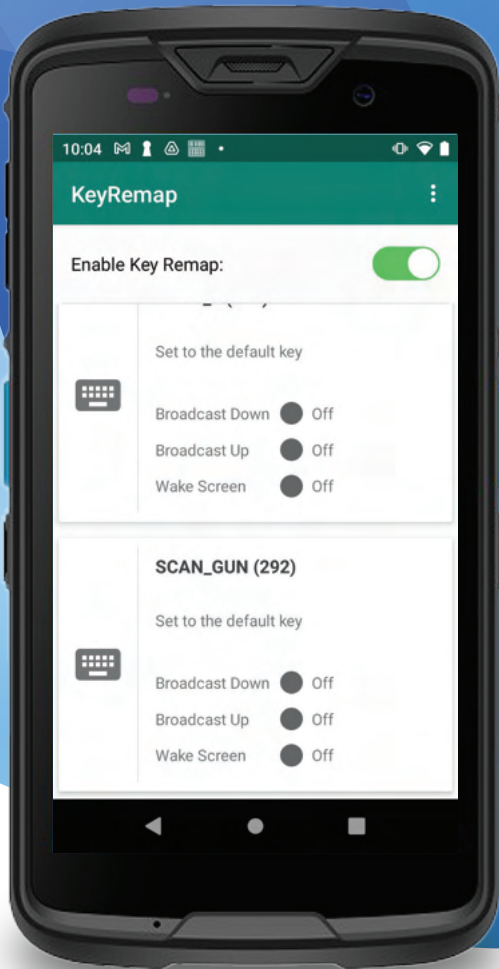 10:04
KeyRemap
Enable Key Remap:
Set to the default key
Broadcast Down Off
Broadcast Up Off
Wake Screen Off
SCAN_GUN (292)
Set to the default key
Broadcast Down Off
Broadcast Up Off
Wake Screen Off